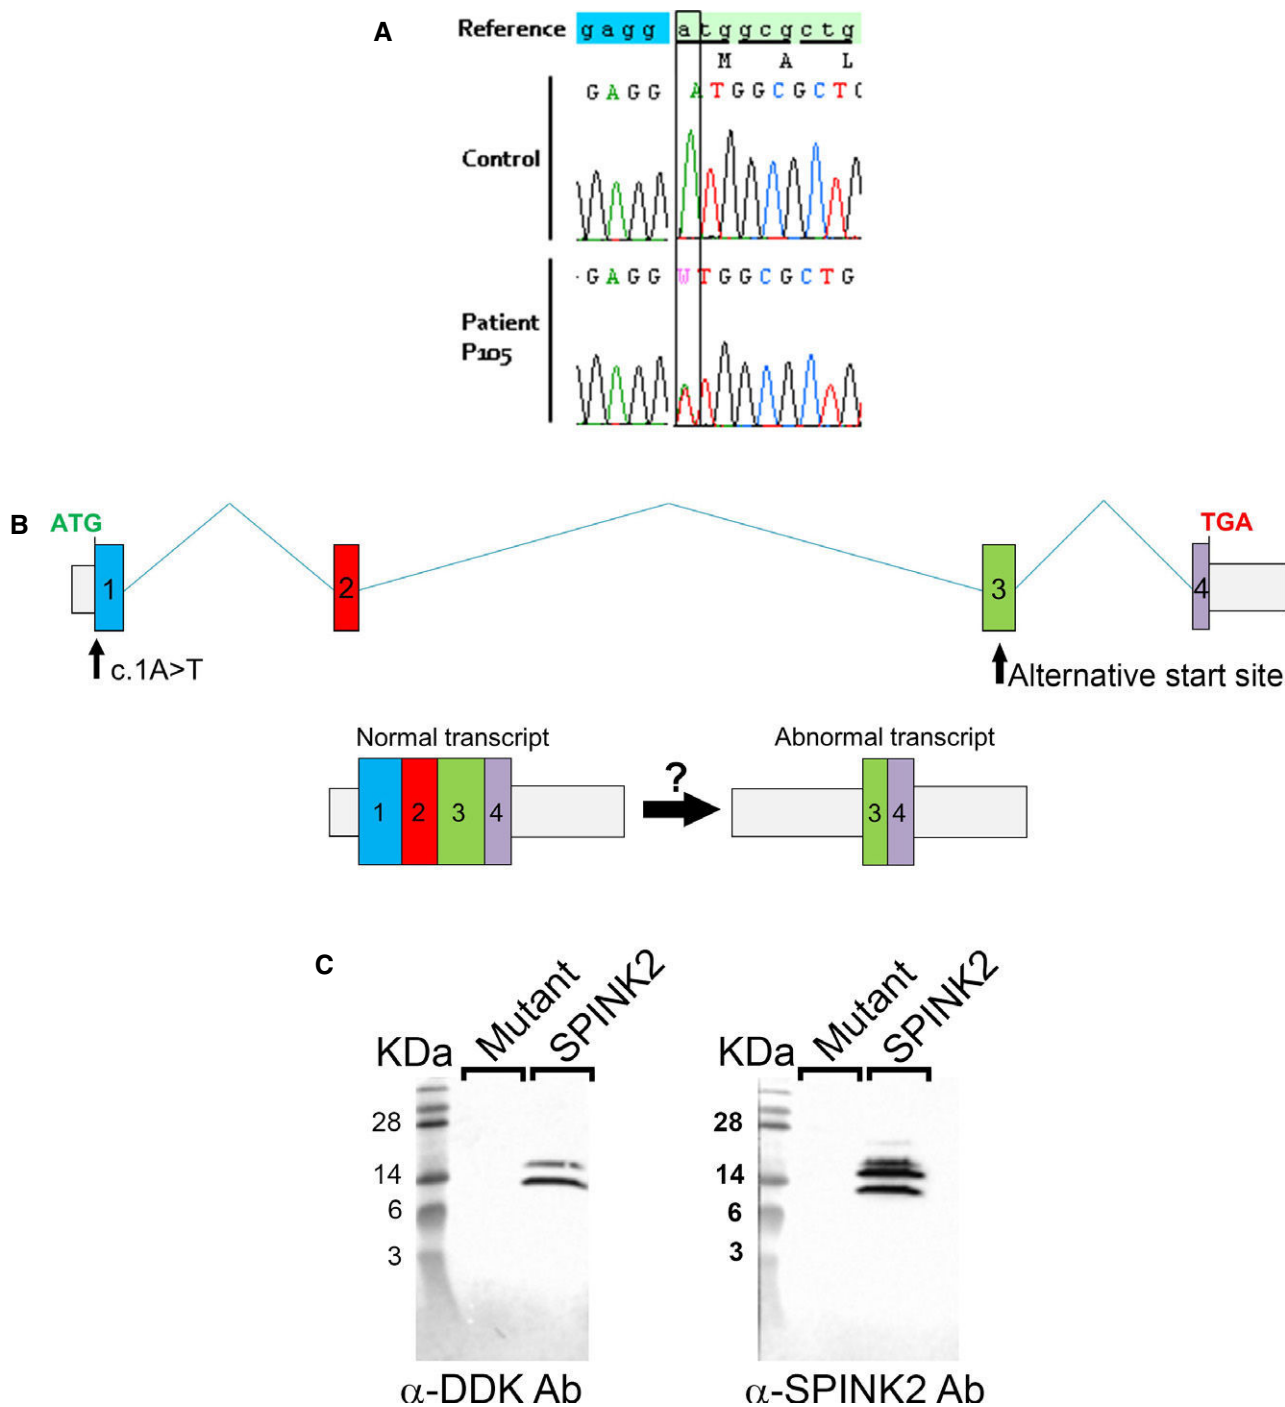 A
Reference gagg atggcgctg
M A L
GAGG ATGGCGCT
Control
GAGG WTGGCGCTG
Patient
P105
B
ATG
TGA
1
2
3
4
c.1A>T
Alternative start site
Normal transcript
Abnormal transcript
?
1 2 3 4
3 4
C
KDa Mutant SPINK2
28
14
6
3
α-DDK Ab
KDa Mutant SPINK2
28
14
6
3
α-SPINK2 Ab